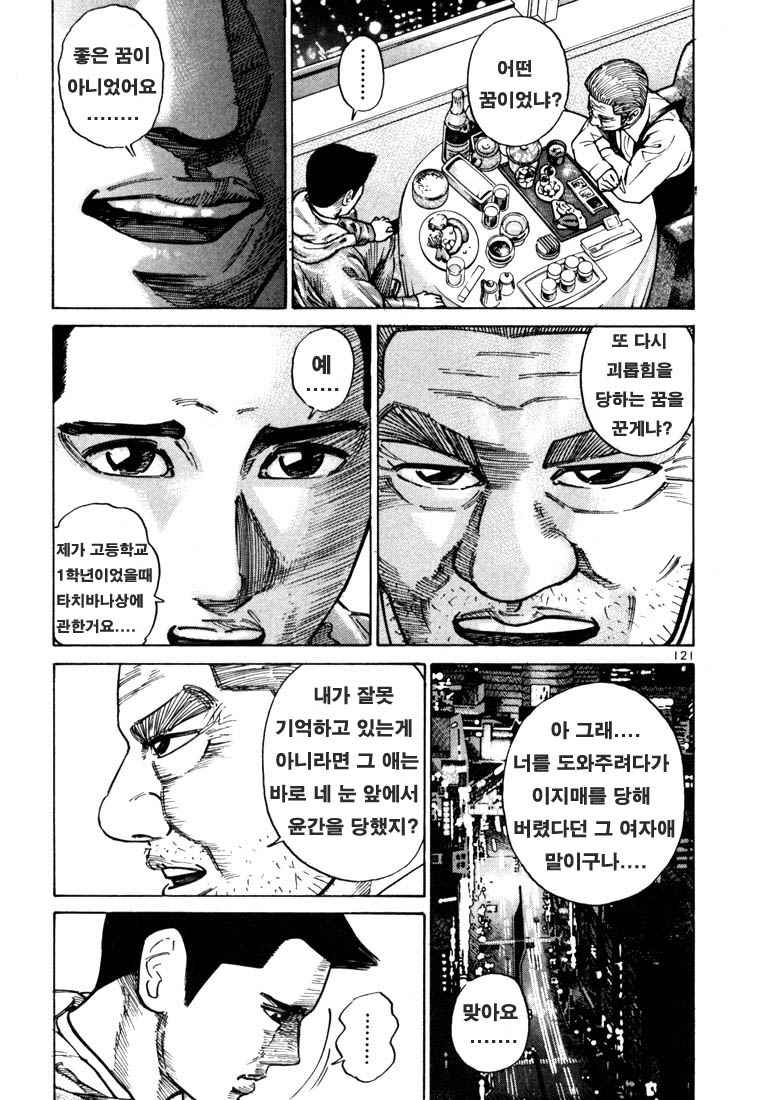 어떤
꿈이었냐?
........
좋은 꿈이
아니었어요
........
또 다시
괴롭힘을
당하는 꿈을
꾼게냐?
예
.....
제가 고등학교
1학년이었을때
타치바나상에
관한거요....
121
아 그래....
너를 도와주려다가
이지매를 당해
버렸다던 그 여자애
말이구나....
맞아요
.......
내가 잘못
기억하고 있는게
아니라면 그 애는
바로 네 눈 앞에서
윤간을 당했지?
........